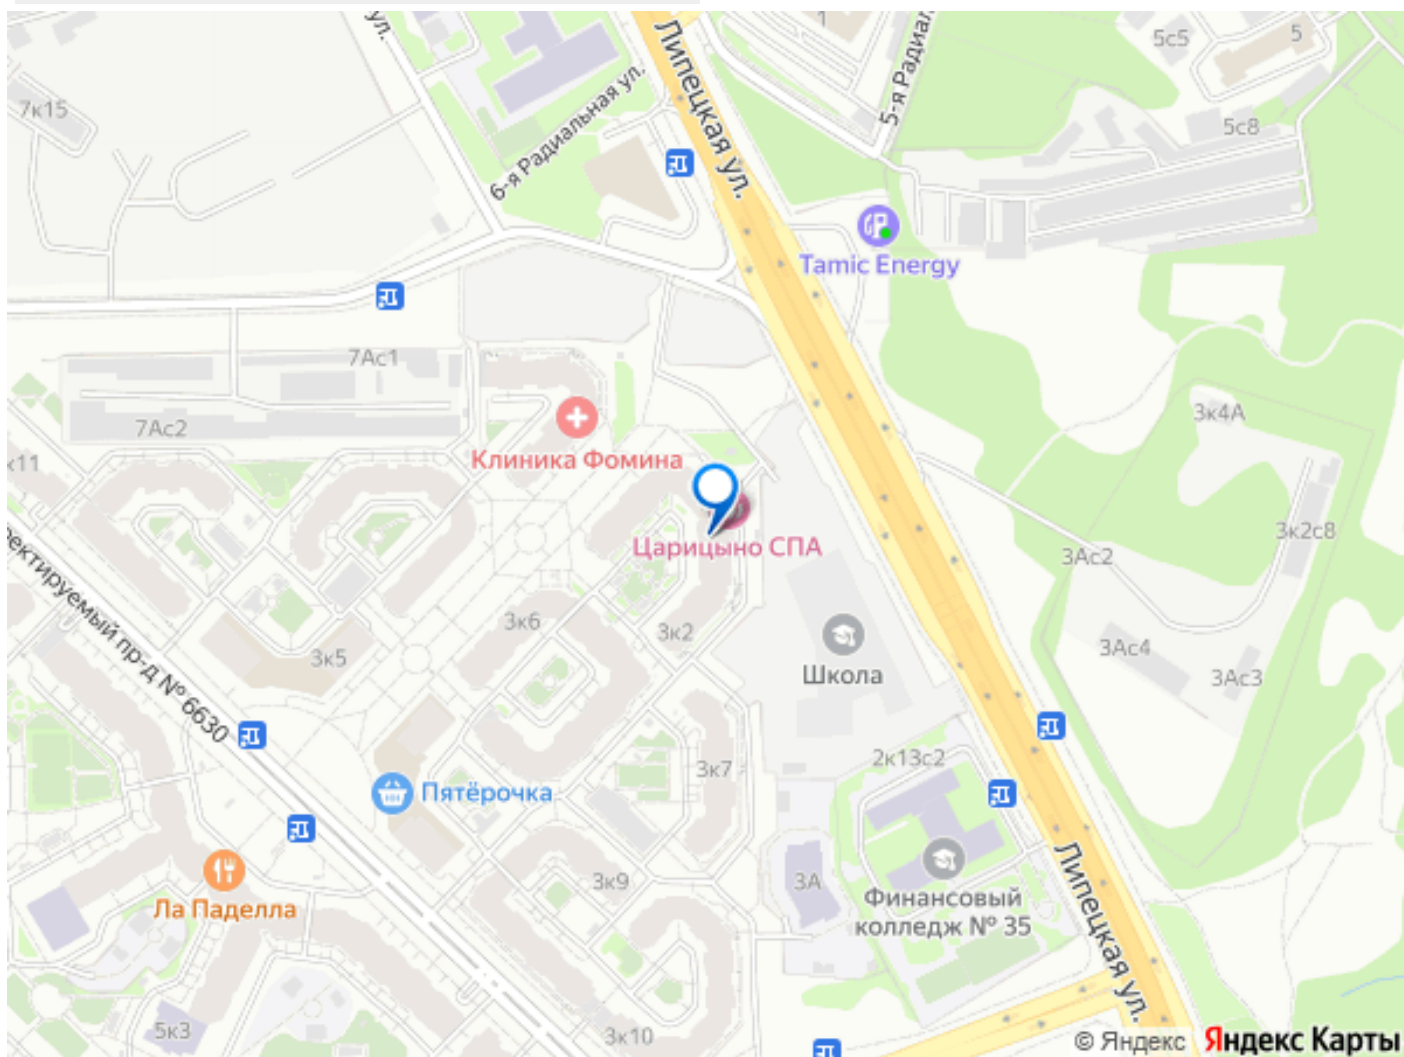 ул.
Липецкая ул.
1
5с5
5
5-я Радиал
7к15
6-я Радиальная ул.
5с8
Tamic Energy
7Ас1
3к4А
7Ас2
Клиника Фомина
к11
3к2с8
Царицыно СПА
3Ас2
ректируемый пр-д № 6630
3к6
3к2
3к5
Школа
3Ас4
3Ас3
2к13с2
3к7
Пятёрочка
3к9
3А
Ла Паделла
Финансовый
колледж № 35
Липецкая ул.
5к3
3к10
© Яндекс Яндекс Карты